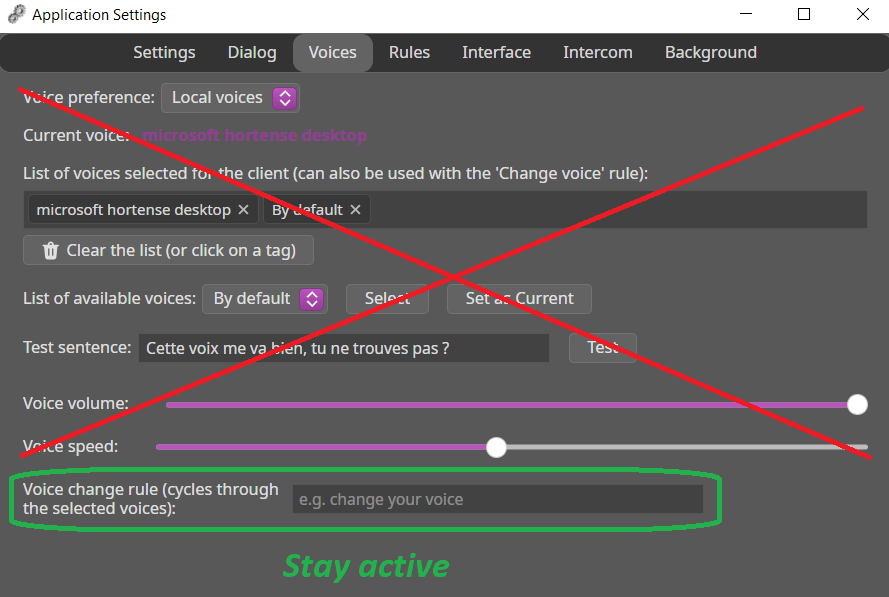 Application Settings
Settings Dialog Voices Rules Interface Intercom Background
Voice preference: Local voices
Current voice: microsoft hortense desktop
List of voices selected for the client (can also be used with the 'Change voice' rule):
microsoft hortense desktop × By default ×
Clear the list (or click on a tag)
List of available voices: By default Select Set as Current
Test sentence: Cette voix me va bien, tu ne trouves pas ? Test
Voice volume:
Voice speed:
Voice change rule (cycles through
the selected voices):
e.g. change your voice
Stay active